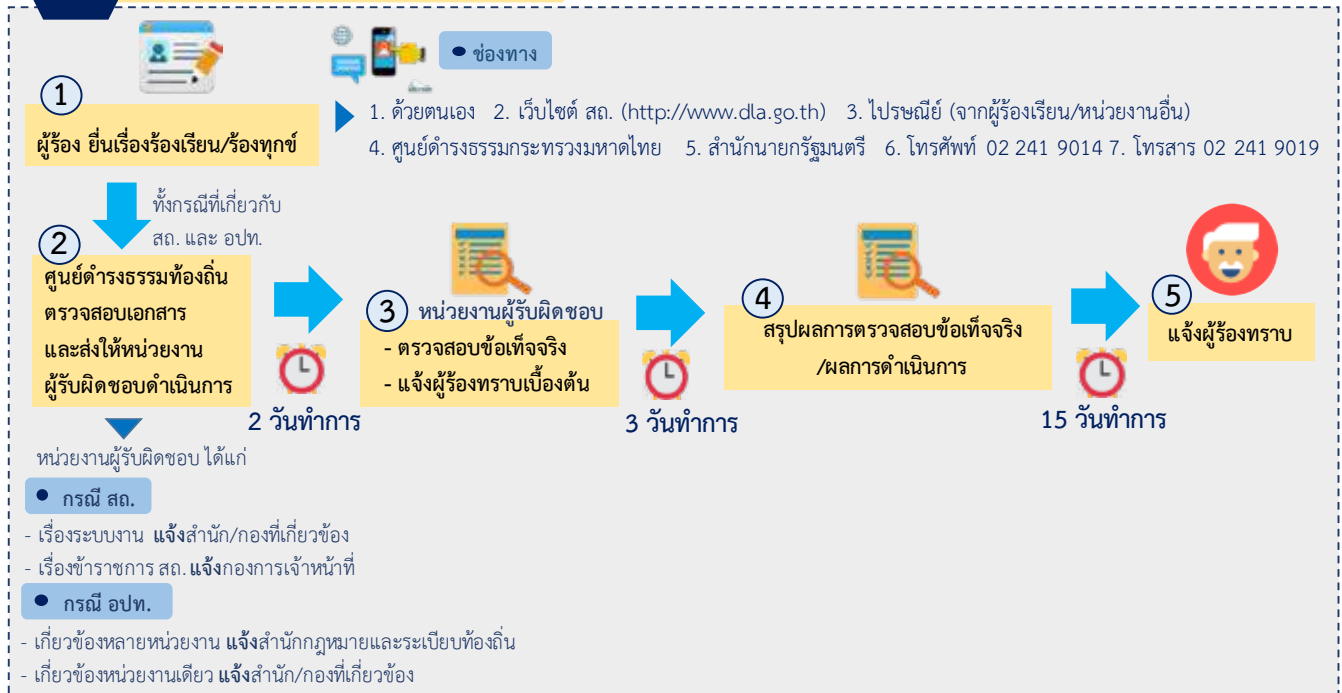 ● ช่องทาง
1
ผู้ร้อง ยื่นเรื่องร้องเรียน/ร้องทุกข์
1. ด้วยตนเอง 2. เว็บไซต์ สถ. (http://www.dla.go.th) 3. ไปรษณีย์ (จากผู้ร้องเรียน/หน่วยงานอื่น)
4. ศูนย์ดำรงธรรมกระทรวงมหาดไทย 5. สำนักนายกรัฐมนตรี 6. โทรศัพท์ 02 241 9014 7. โทรสาร 02 241 9019
ทั้งกรณีที่เกี่ยวกับ
สถ. และ อปท.
2
ศูนย์ดำรงธรรมท้องถิ่น
ตรวจสอบเอกสาร
และส่งให้หน่วยงาน
ผู้รับผิดชอบดำเนินการ
2 วันทำการ
3 หน่วยงานผู้รับผิดชอบ
- ตรวจสอบข้อเท็จจริง
- แจ้งผู้ร้องทราบเบื้องต้น
3 วันทำการ
4
สรุปผลการตรวจสอบข้อเท็จจริง
/ผลการดำเนินการ
15 วันทำการ
5
แจ้งผู้ร้องทราบ
หน่วยงานผู้รับผิดชอบ ได้แก่
● กรณี สถ.
- เรื่องระบบงาน แจ้งสำนัก/กองที่เกี่ยวข้อง
- เรื่องข้าราชการ สถ. แจ้งกองการเจ้าหน้าที่
● กรณี อปท.
- เกี่ยวข้องหลายหน่วยงาน แจ้งสำนักกฎหมายและระเบียบท้องถิ่น
- เกี่ยวข้องหน่วยงานเดียว แจ้งสำนัก/กองที่เกี่ยวข้อง